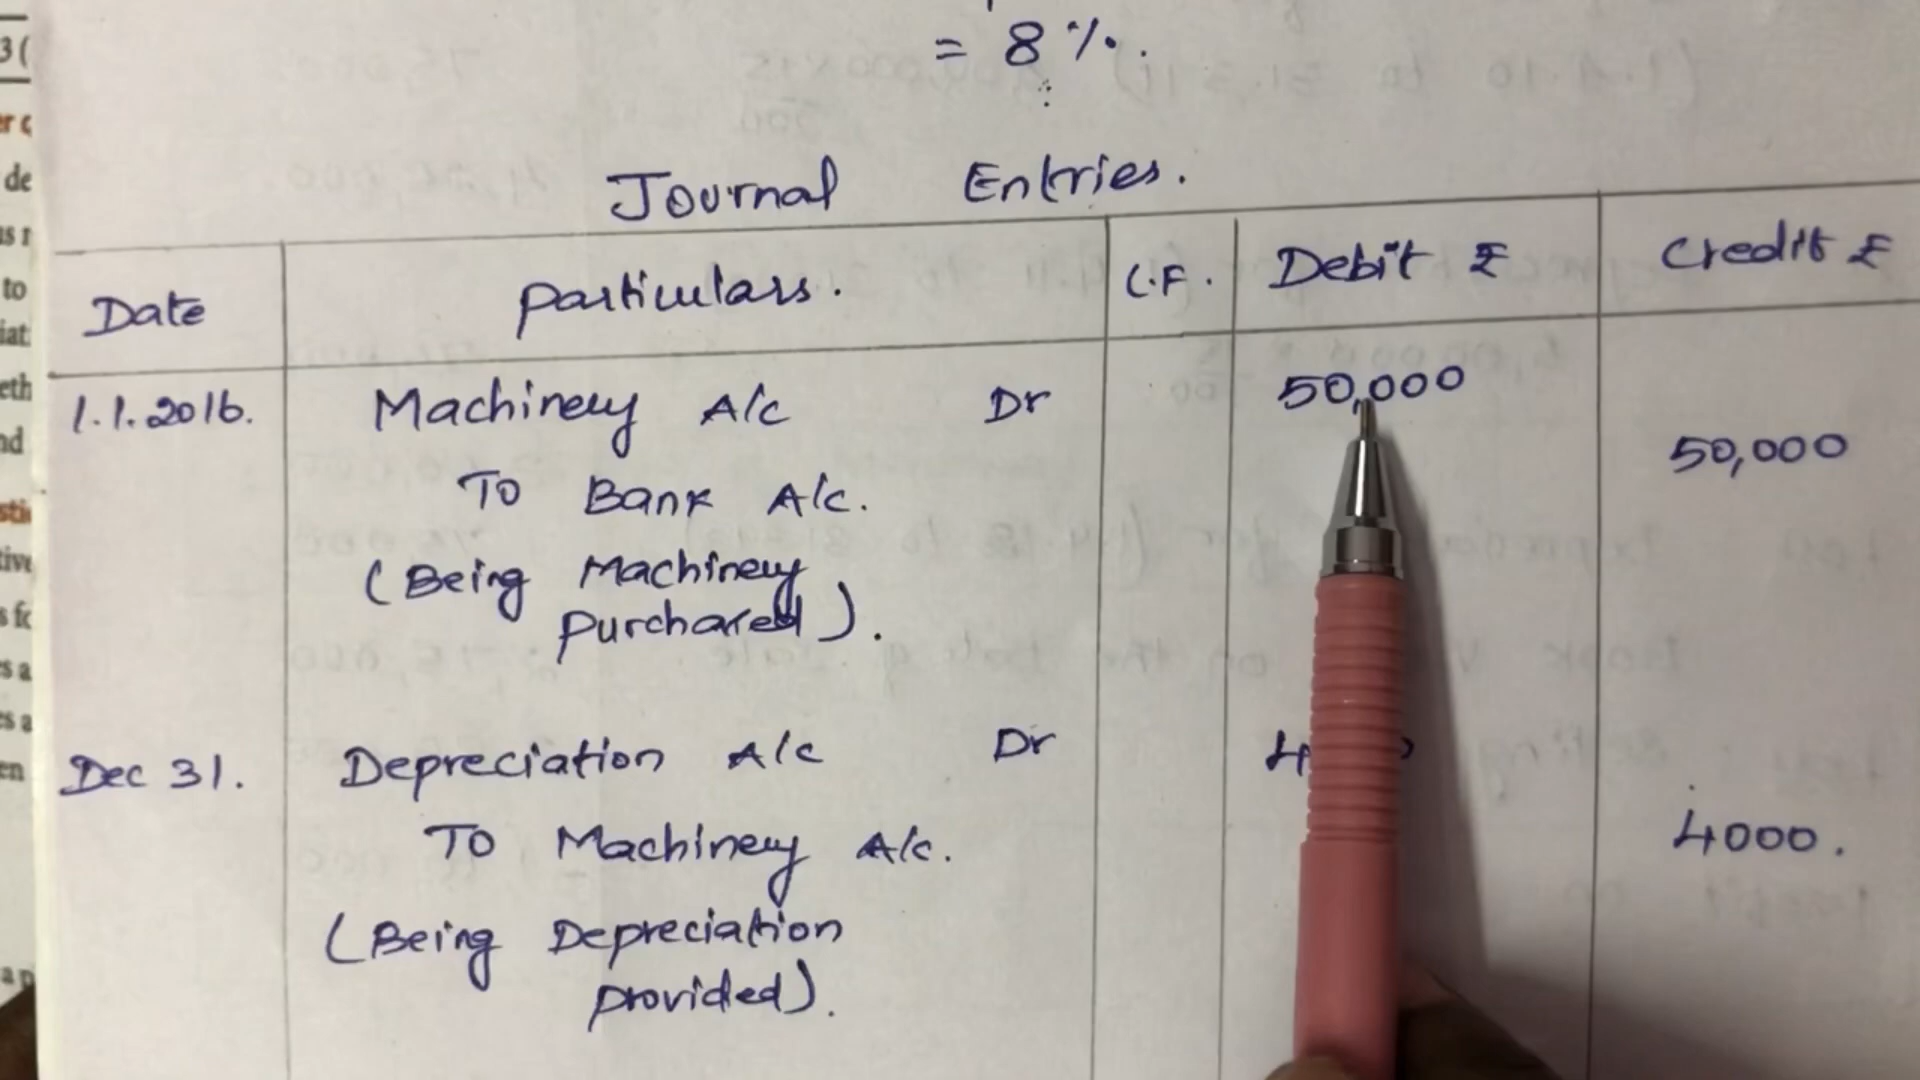 = 8%.
Journal Entries.
Date Particulars. L.F. Debit ₹ Credit ₹
1.1.2016. Machinery A/c Dr 50,000
To Bank A/c. 50,000
(Being Machinery
purchased).
Dec 31. Depreciation A/c Dr
To Machinery A/c. 4000.
(Being Depreciation
provided).